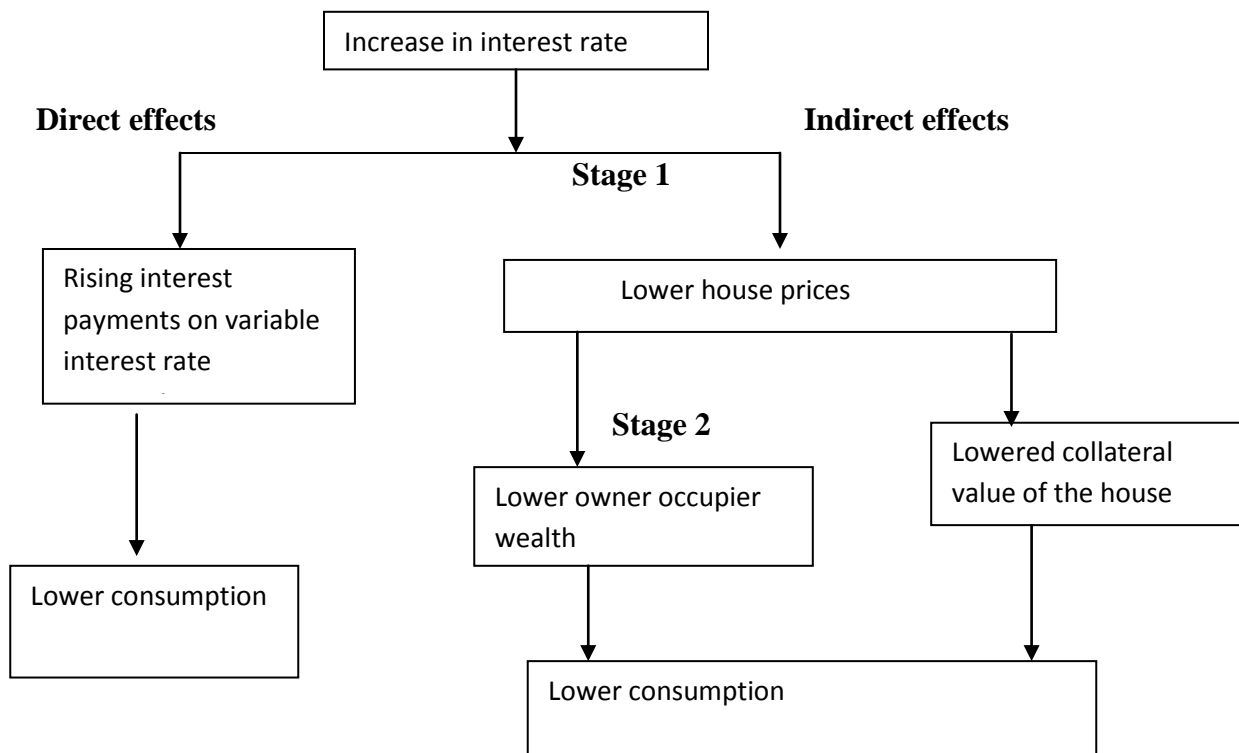 Increase in interest rate
Direct effects
Indirect effects
Stage 1
Rising interest
payments on variable
interest rate
Lower house prices
Stage 2
Lowered collateral
value of the house
Lower owner occupier
wealth
Lower consumption
Lower consumption